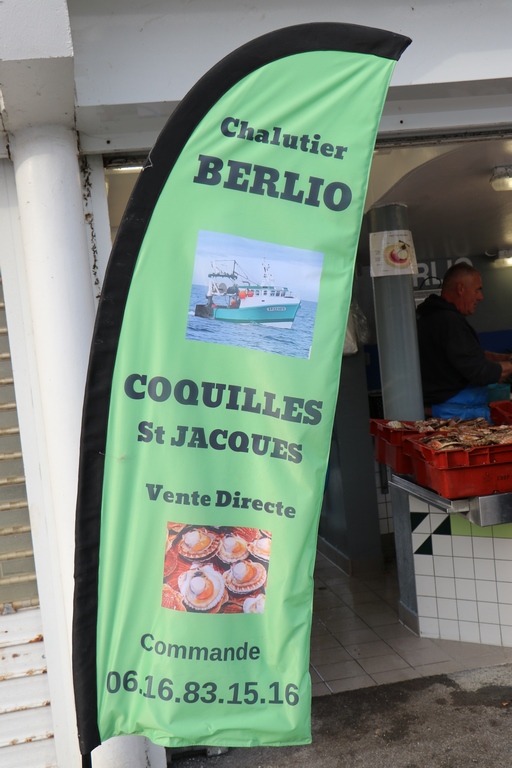 Chalutier
BERLIO
COQUILLES
St JACQUES
Vente Directe
Commande
06.16.83.15.16